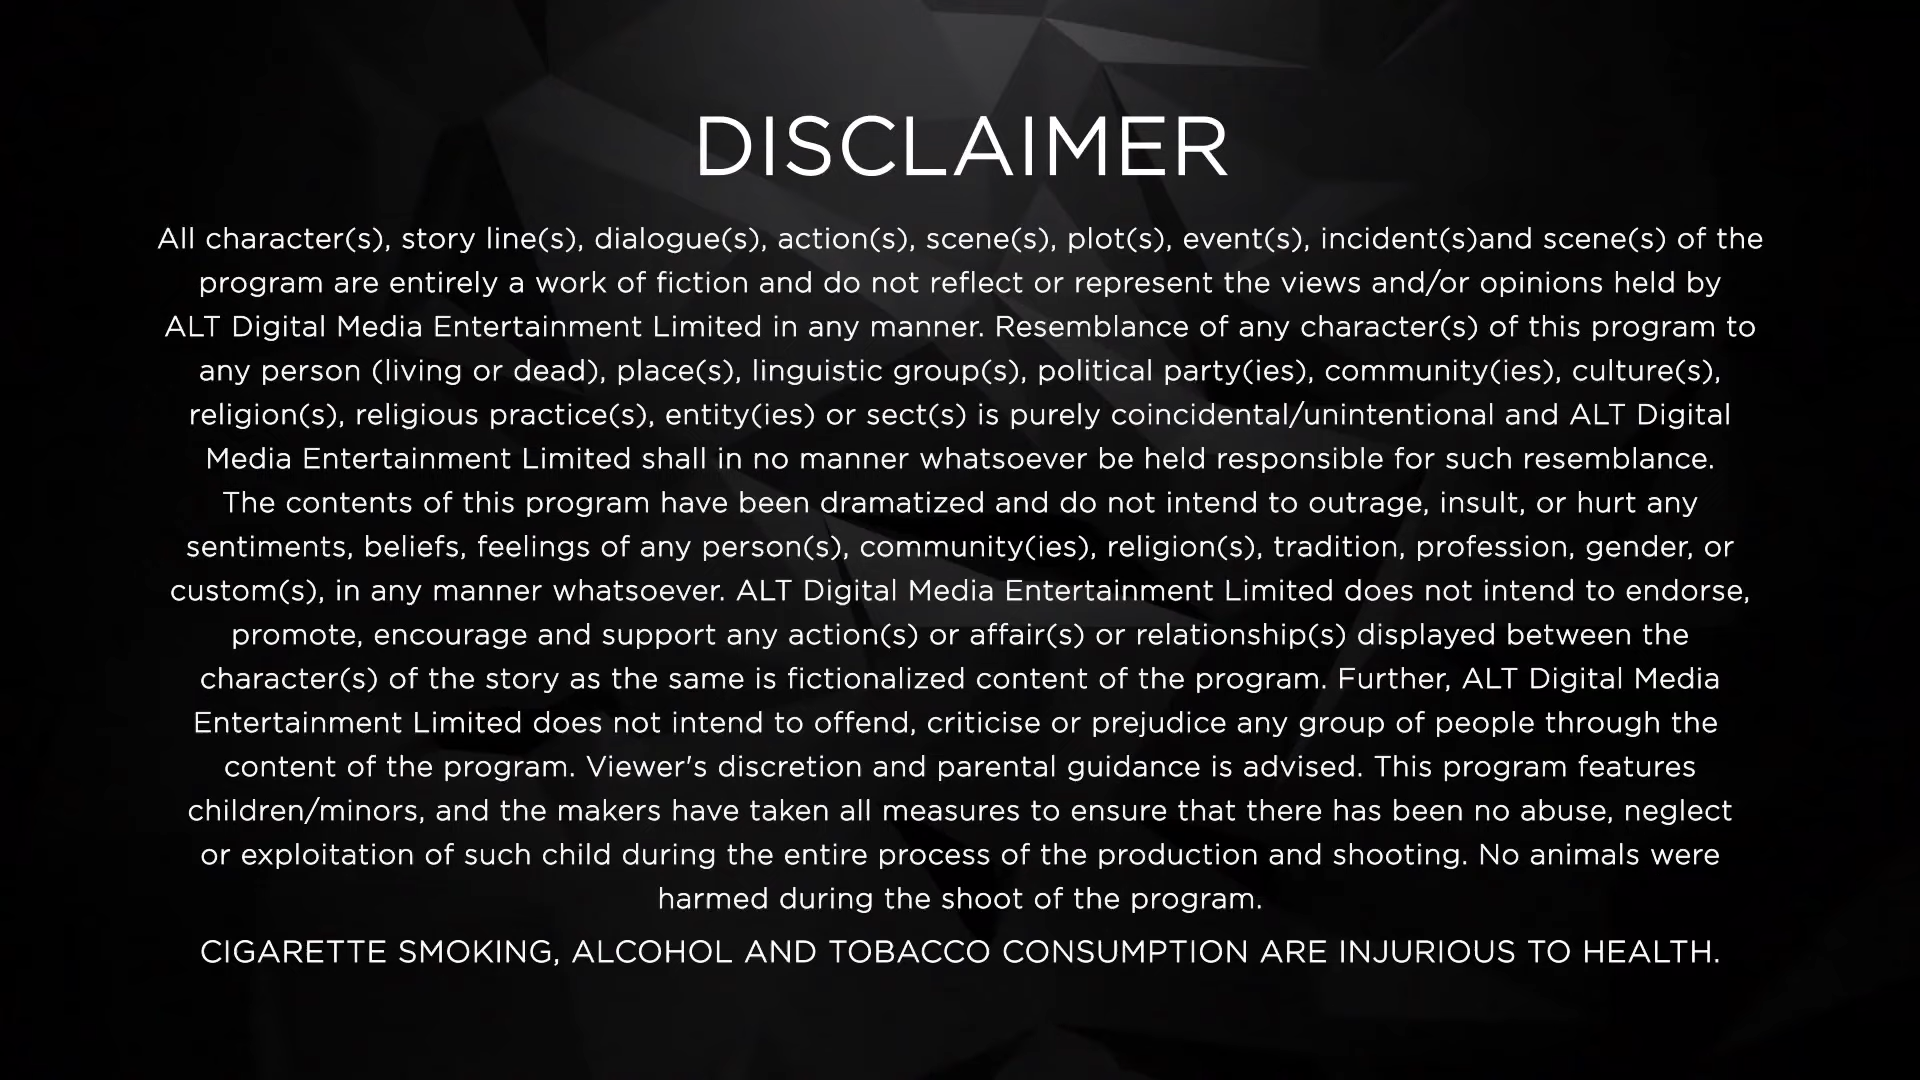 DISCLAIMER
All character(s), story line(s), dialogue(s), action(s), scene(s), plot(s), event(s), incident(s)and scene(s) of the
program are entirely a work of fiction and do not reflect or represent the views and/or opinions held by
ALT Digital Media Entertainment Limited in any manner. Resemblance of any character(s) of this program to
any person (living or dead), place(s), linguistic group(s), political party(ies), community(ies), culture(s),
religion(s), religious practice(s), entity(ies) or sect(s) is purely coincidental/unintentional and ALT Digital
Media Entertainment Limited shall in no manner whatsoever be held responsible for such resemblance.
The contents of this program have been dramatized and do not intend to outrage, insult, or hurt any
sentiments, beliefs, feelings of any person(s), community(ies), religion(s), tradition, profession, gender, or
custom(s), in any manner whatsoever. ALT Digital Media Entertainment Limited does not intend to endorse,
promote, encourage and support any action(s) or affair(s) or relationship(s) displayed between the
character(s) of the story as the same is fictionalized content of the program. Further, ALT Digital Media
Entertainment Limited does not intend to offend, criticise or prejudice any group of people through the
content of the program. Viewer's discretion and parental guidance is advised. This program features
children/minors, and the makers have taken all measures to ensure that there has been no abuse, neglect
or exploitation of such child during the entire process of the production and shooting. No animals were
harmed during the shoot of the program.
CIGARETTE SMOKING, ALCOHOL AND TOBACCO CONSUMPTION ARE INJURIOUS TO HEALTH.